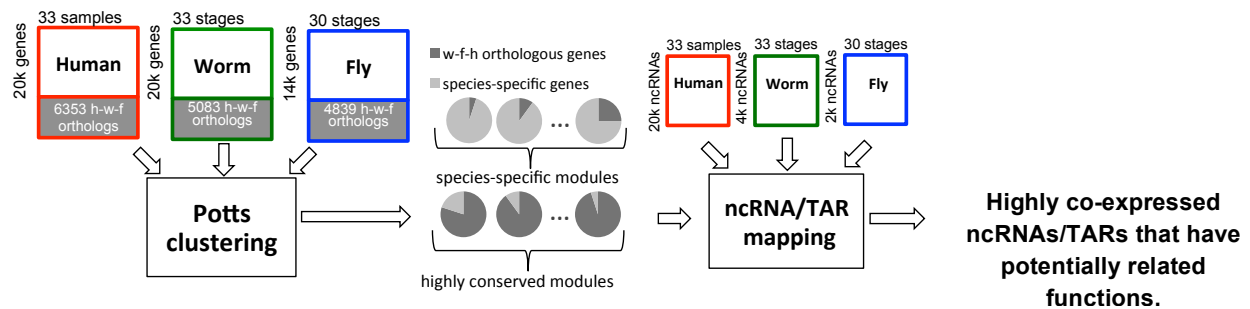 33 samples
33 stages
30 stages
20k genes
Human
6353 h-w-f
orthologs
20k genes
Worm
5083 h-w-f
orthologs
14k genes
Fly
4839 h-w-f
orthologs
Potts
clustering
w-f-h orthologous genes
species-specific genes
...
species-specific modules
...
highly conserved modules
33 samples
33 stages
30 stages
20k ncRNAs
Human
4k ncRNAs
Worm
2k ncRNAs
Fly
ncRNA/TAR
mapping
Highly co-expressed
ncRNAs/TARs that have
potentially related
functions.